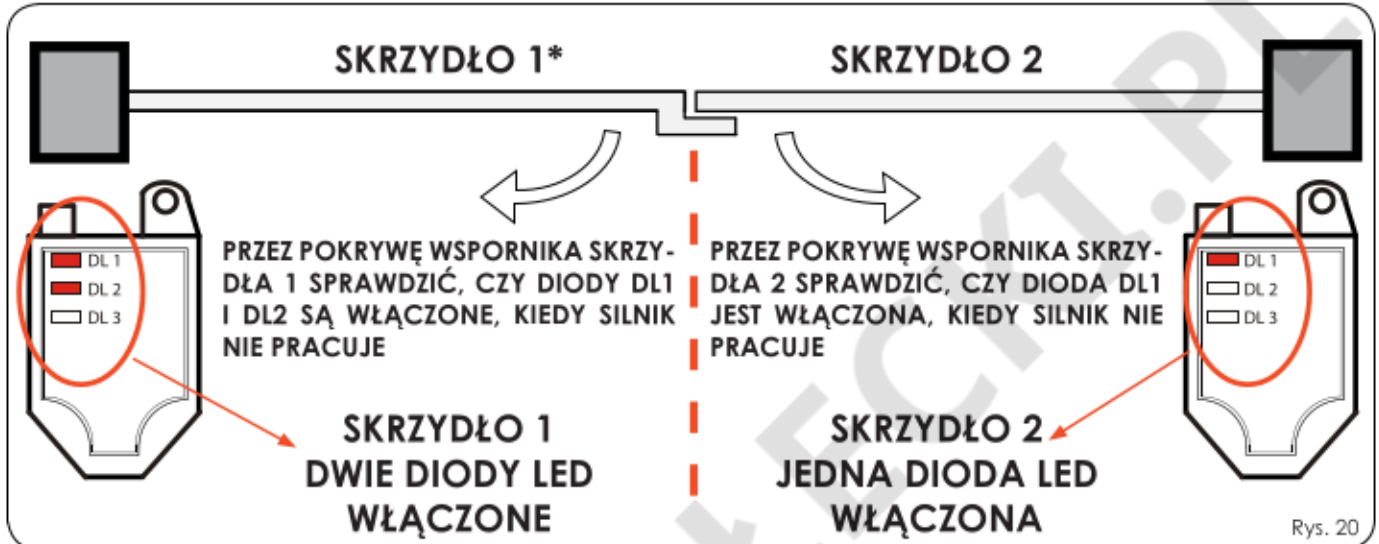 SKRZYDŁO 1*
SKRZYDŁO 2
DL 1
DL 2
DL 3
PRZEZ POKRYWĘ WSPORNIKA SKRZY-
DŁA 1 SPRAWDZIĆ, CZY DIODY DL1
I DL2 SĄ WŁĄCZONE, KIEDY SILNIK
NIE PRACUJE
PRZEZ POKRYWĘ WSPORNIKA SKRZY-
DŁA 2 SPRAWDZIĆ, CZY DIODA DL1
JEST WŁĄCZONA, KIEDY SILNIK NIE
PRACUJE
DL 1
DL 2
DL 3
SKRZYDŁO 1
DWIE DIODY LED
WŁĄCZONE
SKRZYDŁO 2
JEDNA DIODA LED
WŁĄCZONA
Rys. 20
ECKI.PL